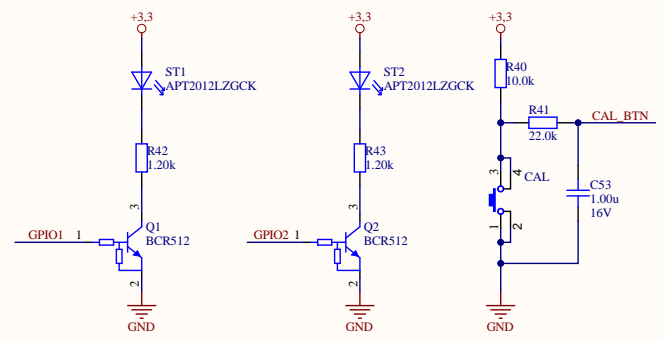 +3,3
+3,3
+3,3
ST1
APT2012LZGCK
ST2
APT2012LZGCK
R40
10.0k
R41
22.0k
CAL_BTN
R42
1.20k
R43
1.20k
3
4
CAL
C53
1.00u
16V
1
2
3
Q1
BCR512
GPIO1
1
2
3
Q2
BCR512
GPIO2
1
2
GND
GND
GND